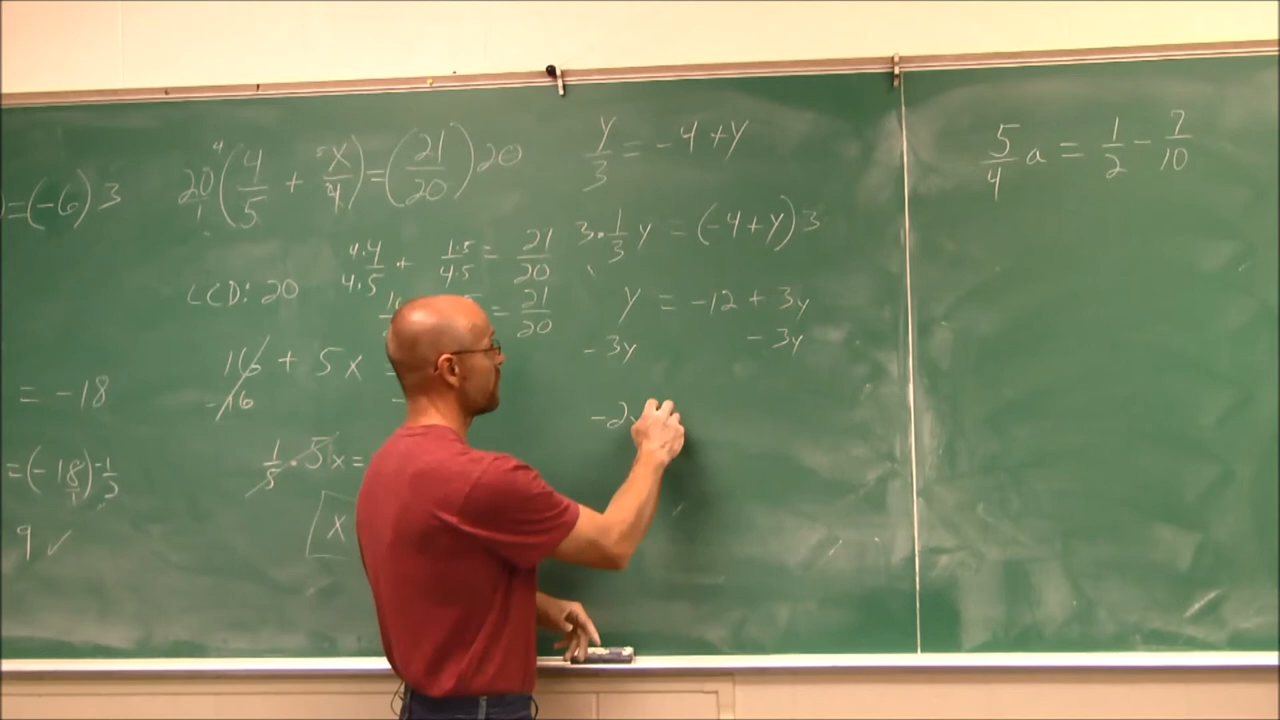 =(-6)3
20/1 (4/5 + x/4) = (21/20) 20
4·4/4·5 + 1·5/4·5 = 21/20
LCD: 20
= 21/20
16 + 5x
-16
1/5 · 5x =
x
= -18
=(-18/1)
9 ✓
y/3 = -4 + y
3·1/3 y = (-4 + y)3
y = -12 + 3y
-3y -3y
-2
5/4 a = 1/2 - 7/10